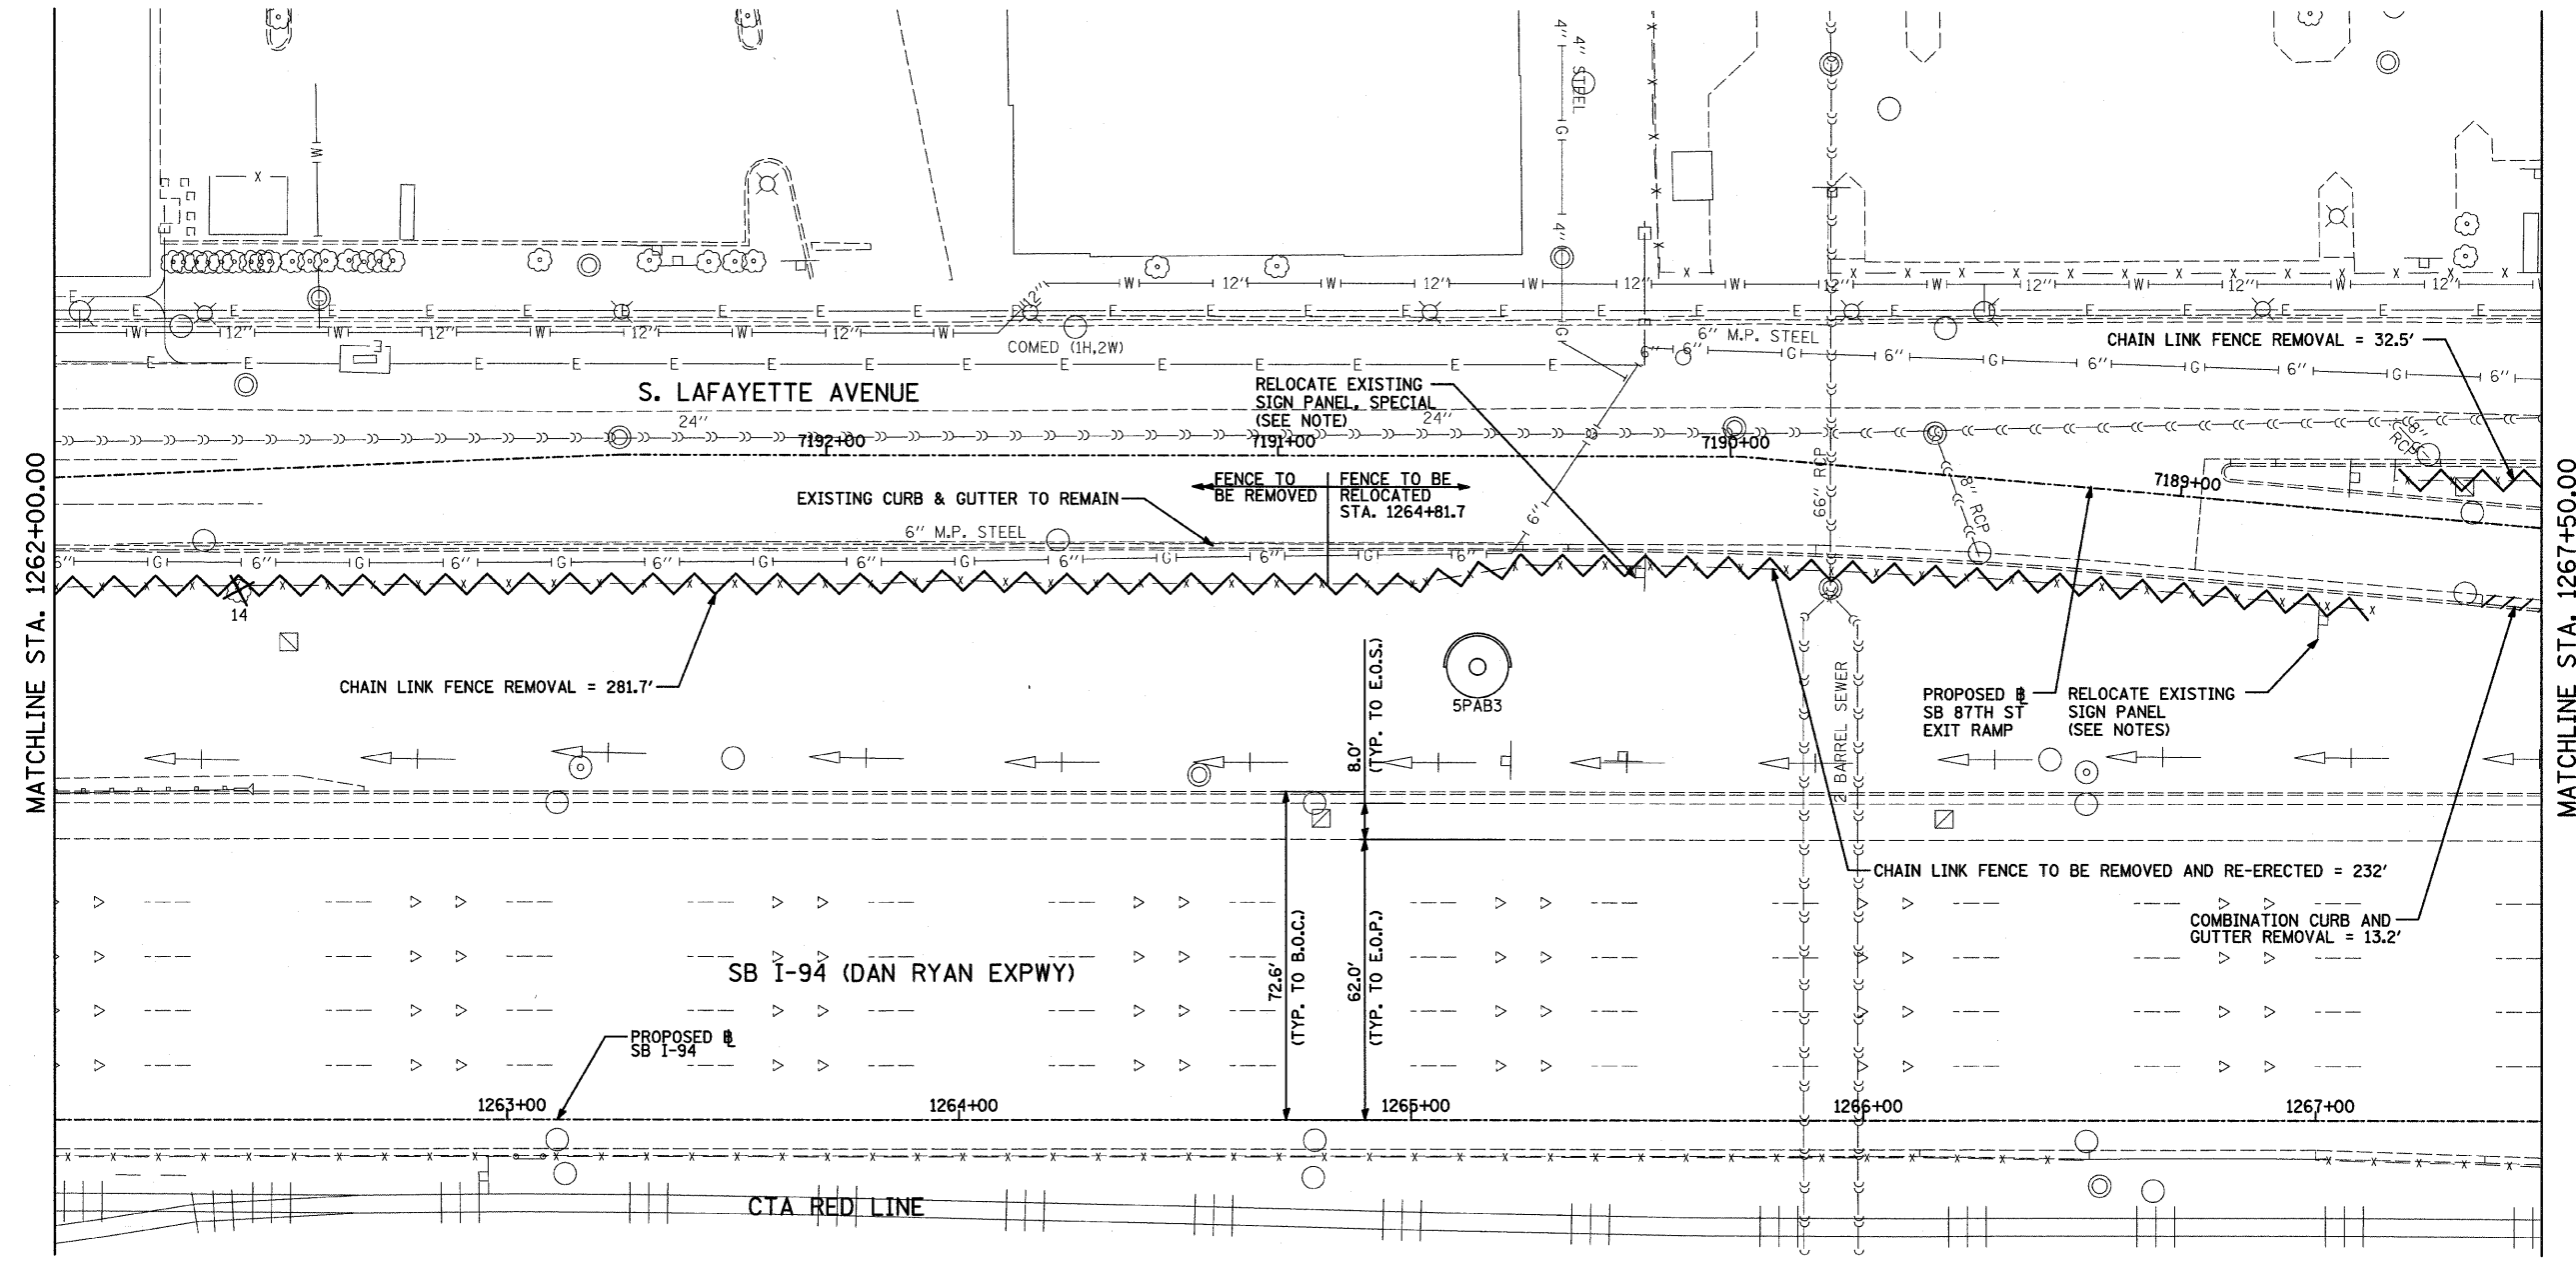 4" STEEL
COMED (1H,2W)
6" M.P. STEEL
CHAIN LINK FENCE REMOVAL = 32.5'
S. LAFAYETTE AVENUE
24"
RELOCATE EXISTING
SIGN PANEL, SPECIAL
(SEE NOTE)
24"
7192+00
7191+00
7190+00
7189+00
8" RCP
FENCE TO
BE REMOVED
FENCE TO BE
RELOCATED
STA. 1264+81.7
EXISTING CURB & GUTTER TO REMAIN
6" M.P. STEEL
66" RCP
8" RCP
MATCHLINE STA. 1262+00.00
MATCHLINE STA. 1267+50.00
14
CHAIN LINK FENCE REMOVAL = 281.7'
5PAB3
8.0'
(TYP. TO E.O.S.)
2 BARREL SEWER
PROPOSED BL
SB 87TH ST
EXIT RAMP
RELOCATE EXISTING
SIGN PANEL
(SEE NOTES)
CHAIN LINK FENCE TO BE REMOVED AND RE-ERECTED = 232'
COMBINATION CURB AND
GUTTER REMOVAL = 13.2'
72.6'
(TYP. TO B.O.C.)
62.0'
(TYP. TO E.O.P.)
SB I-94 (DAN RYAN EXPWY)
PROPOSED BL
SB I-94
1263+00
1264+00
1265+00
1266+00
1267+00
CTA RED LINE